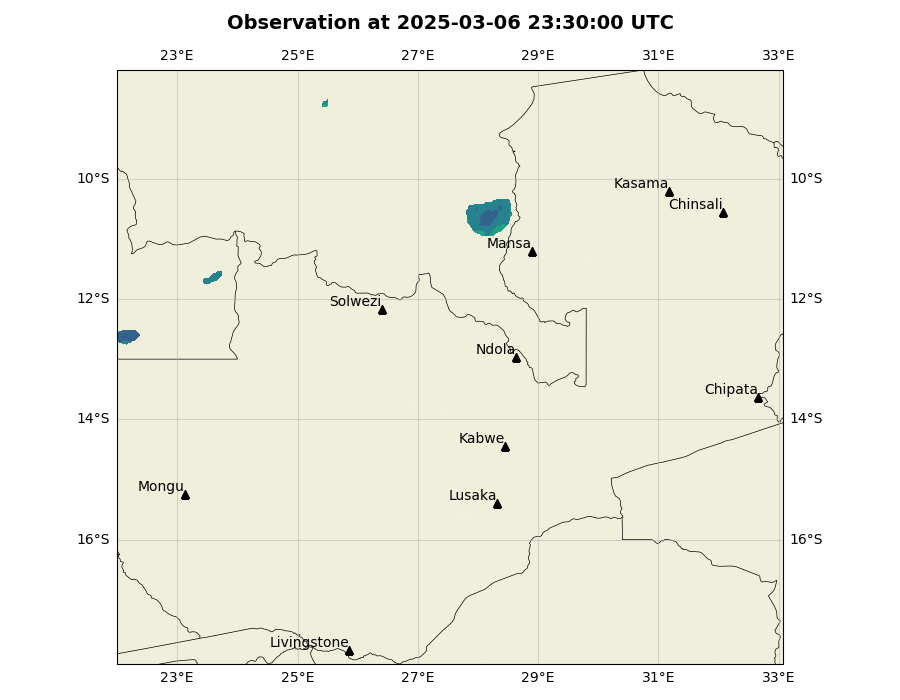 Observation at 2025-03-06 23:30:00 UTC
23°E 25°E 27°E 29°E 31°E 33°E
10°S 10°S
Kasama
Chinsali
Mansa
12°S 12°S
Solwezi
Ndola
Chipata
14°S 14°S
Kabwe
Mongu
Lusaka
16°S 16°S
Livingstone
23°E 25°E 27°E 29°E 31°E 33°E